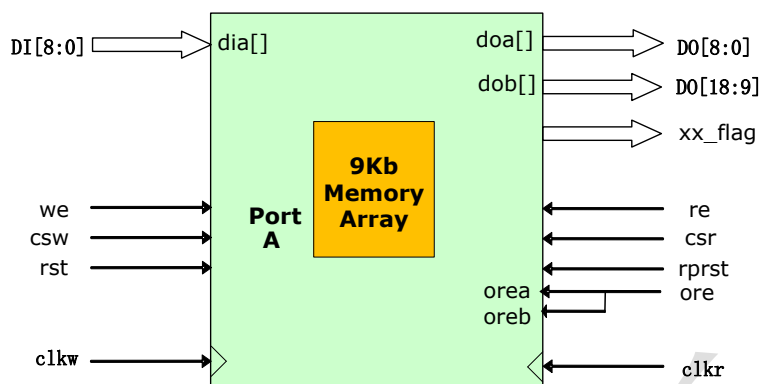 DI[8:0] dia[] doa[] DO[8:0]
dob[] DO[18:9]
xx_flag
9Kb
Memory
Array
Port
A
we re
csw csr
rst rprst
orea ore
oreb
clkw clkr